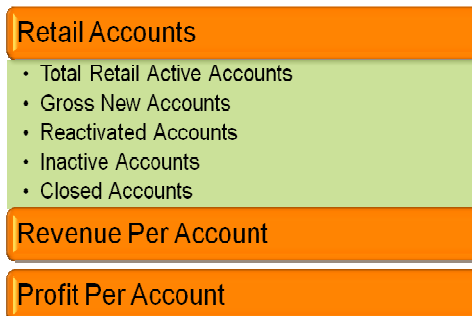 Retail Accounts
• Total Retail Active Accounts
• Gross New Accounts
• Reactivated Accounts
• Inactive Accounts
• Closed Accounts
Revenue Per Account
Profit Per Account